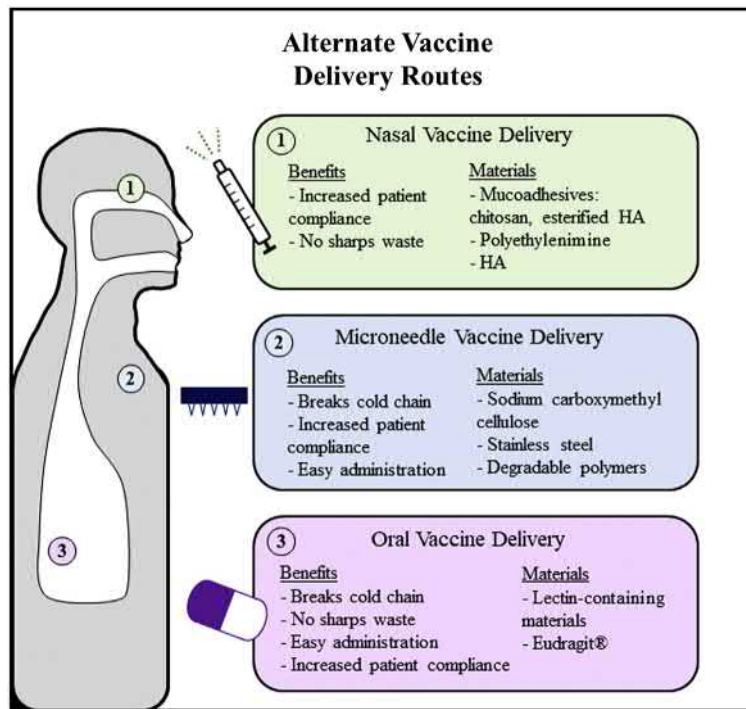 Alternate Vaccine
Delivery Routes
1
Nasal Vaccine Delivery
Benefits
- Increased patient
compliance
- No sharps waste
Materials
- Mucoadhesives:
chitosan, esterified HA
- Polyethylenimine
- HA
1
2
Microneedle Vaccine Delivery
Benefits
- Breaks cold chain
- Increased patient
compliance
- Easy administration
Materials
- Sodium carboxymethyl
cellulose
- Stainless steel
- Degradable polymers
2
3
Oral Vaccine Delivery
Benefits
- Breaks cold chain
- No sharps waste
- Easy administration
- Increased patient compliance
Materials
- Lectin-containing
materials
- Eudragit®
3